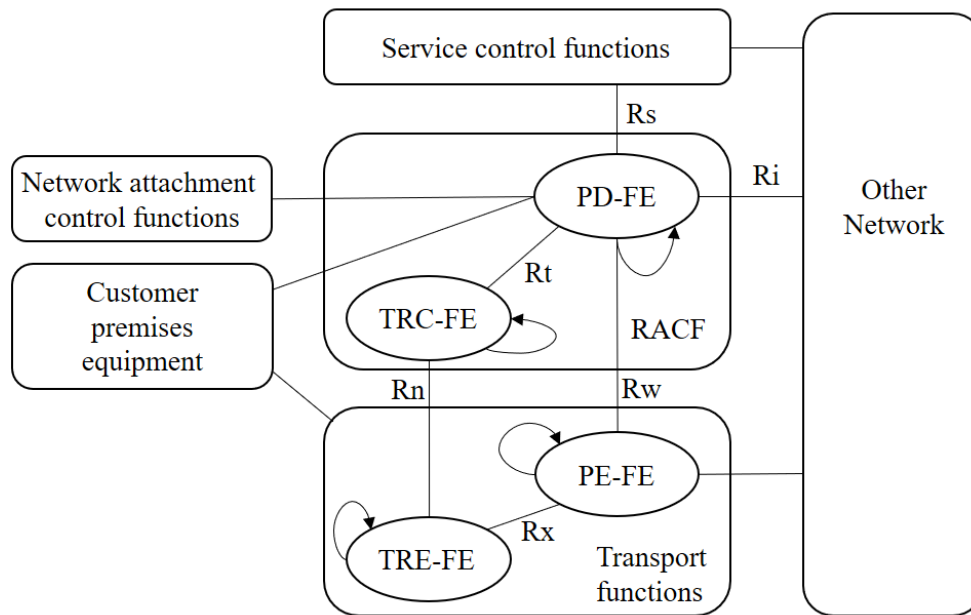 Service control functions
Rs
Network attachment
control functions
PD-FE
Ri
Other
Network
Rt
Customer
premises
equipment
TRC-FE
RACF
Rn
Rw
PE-FE
Rx
TRE-FE
Transport
functions